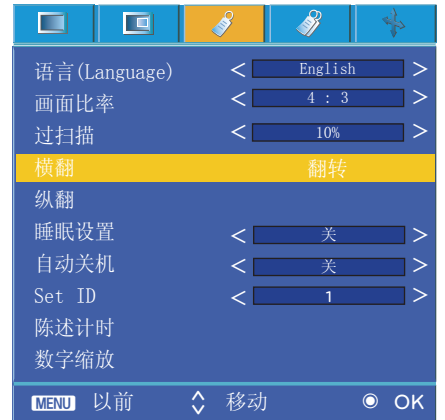 语言(Language) < English >
画面比率 < 4 : 3 >
过扫描 < 10% >
横翻 翻转
纵翻
睡眠设置 < 关 >
自动关机 < 关 >
Set ID < 1 >
陈述计时
数字缩放
MENU 以前 移动 OK